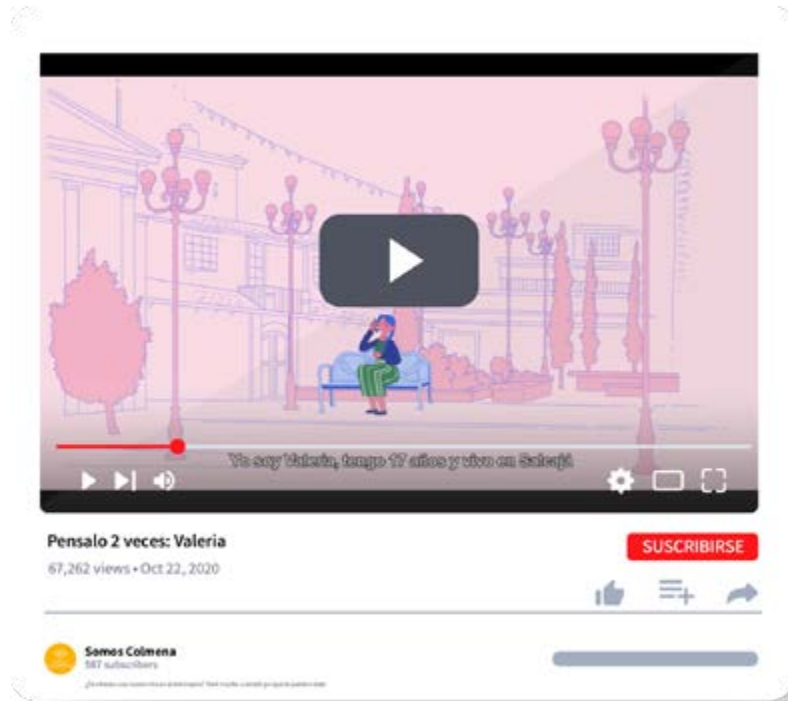 Yo soy Valeria, tengo 17 años y vivo en Salcajá
Pensalo 2 veces: Valeria
SUSCRIBIRSE
67,262 views • Oct 22, 2020
Somos Colmena
587 subscribers